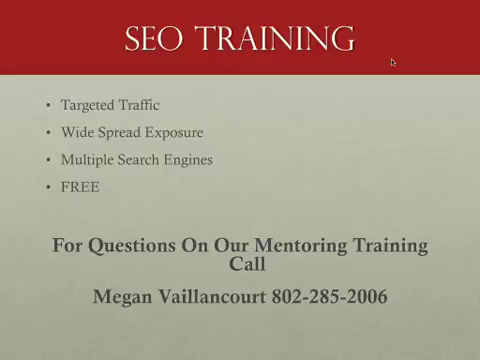 SEO TRAINING
• Targeted Traffic
• Wide Spread Exposure
• Multiple Search Engines
• FREE
For Questions On Our Mentoring Training
Call
Megan Vaillancourt 802-285-2006